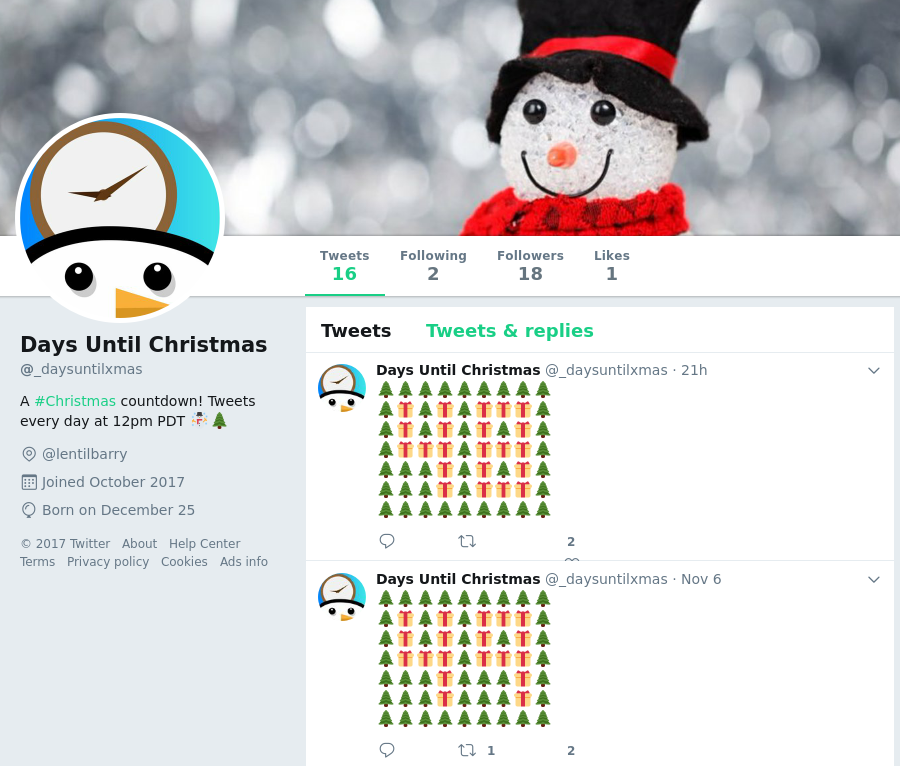 Tweets Following Followers Likes
16 2 18 1
Days Until Christmas
@_daysuntilxmas
A #Christmas countdown! Tweets
every day at 12pm PDT ☃️🎄
@lentilbarry
Joined October 2017
Born on December 25
© 2017 Twitter About Help Center
Terms Privacy policy Cookies Ads info
Tweets Tweets & replies
Days Until Christmas @_daysuntilxmas · 21h
🎄🎄🎄🎄🎄🎄🎄🎄🎄
🎄🎁🎄🎁🎄🎁🎁🎁🎄
🎄🎁🎄🎁🎄🎁🎄🎁🎄
🎄🎁🎁🎁🎄🎁🎁🎁🎄
🎄🎄🎄🎁🎄🎁🎄🎁🎄
🎄🎄🎄🎁🎄🎁🎁🎁🎄
🎄🎄🎄🎄🎄🎄🎄🎄🎄
2
Days Until Christmas @_daysuntilxmas · Nov 6
🎄🎄🎄🎄🎄🎄🎄🎄🎄
🎄🎁🎄🎁🎄🎁🎁🎁🎄
🎄🎁🎄🎁🎄🎁🎄🎁🎄
🎄🎁🎁🎁🎄🎁🎁🎁🎄
🎄🎄🎄🎁🎄🎄🎄🎁🎄
🎄🎄🎄🎁🎄🎄🎄🎁🎄
🎄🎄🎄🎄🎄🎄🎄🎄🎄
1 2